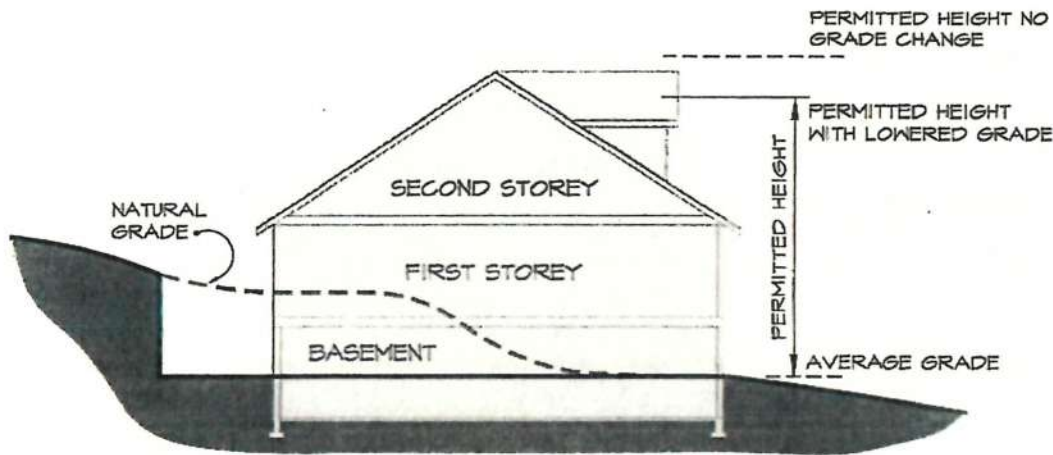 PERMITTED HEIGHT NO
GRADE CHANGE
PERMITTED HEIGHT
WITH LOWERED GRADE
PERMITTED HEIGHT
SECOND STOREY
NATURAL
GRADE
FIRST STOREY
BASEMENT
AVERAGE GRADE